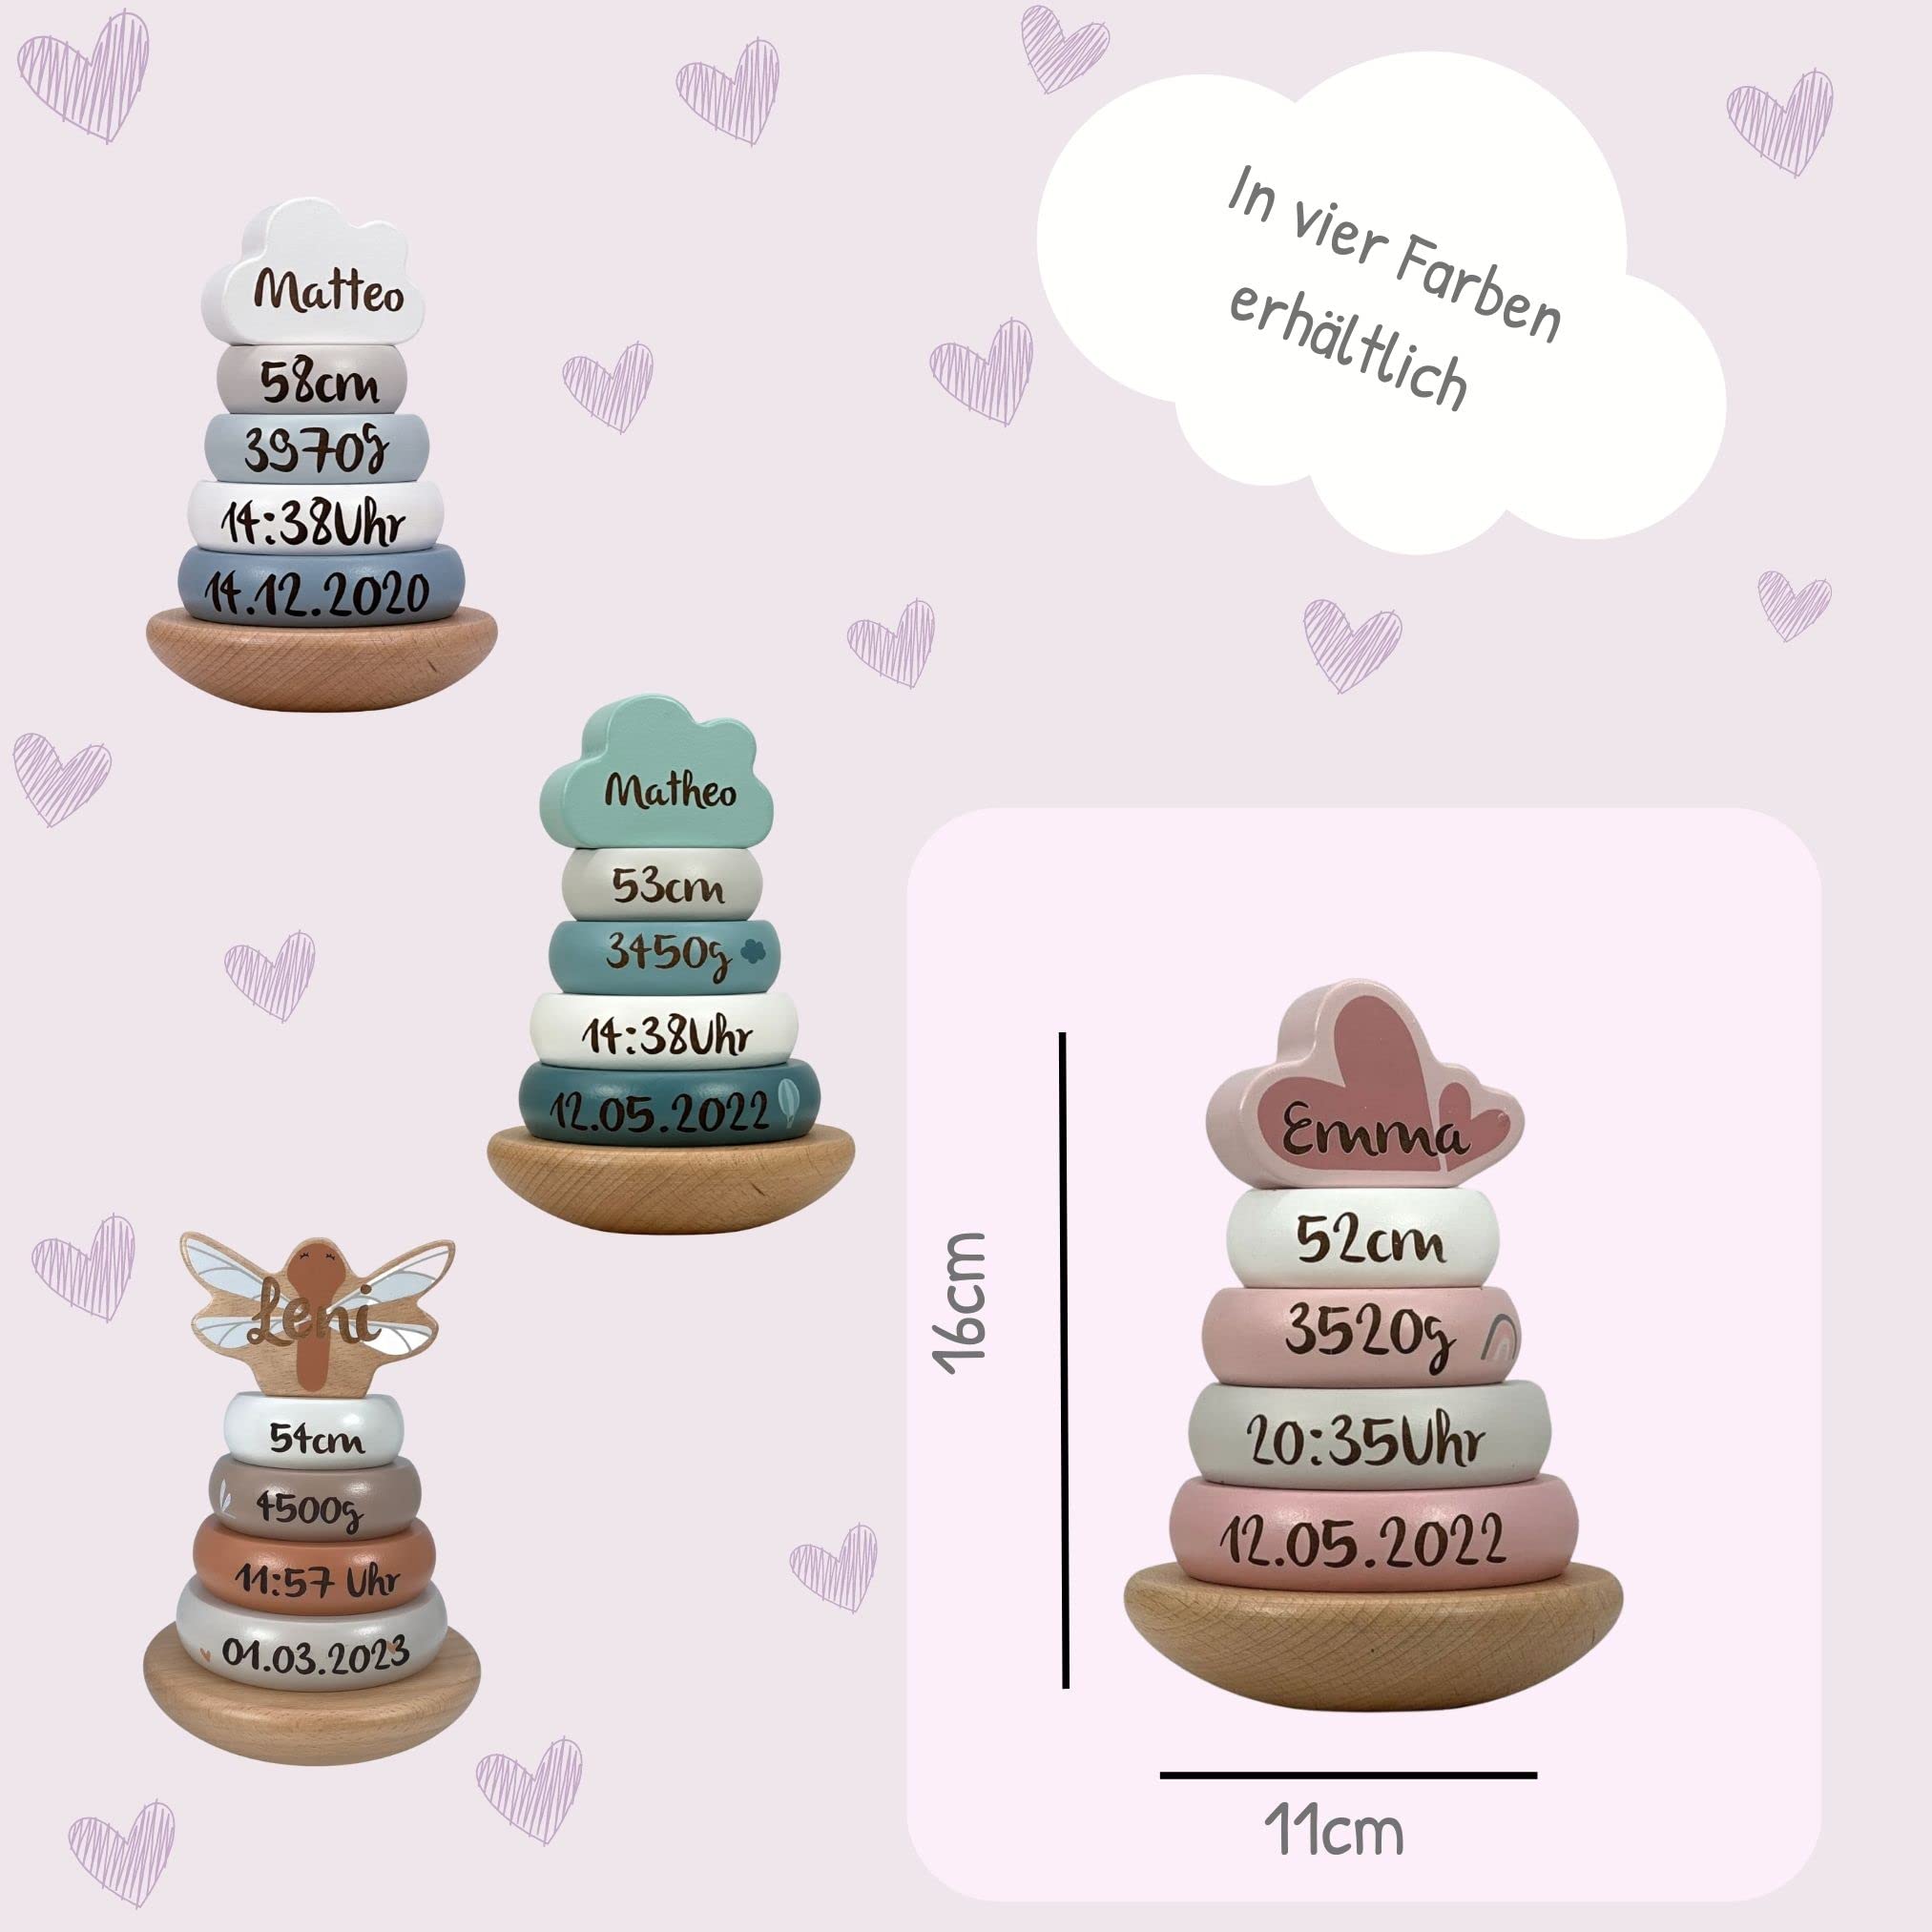 In vier Farben
erhältlich
Matteo
58cm
3970g
14:38Uhr
14.12.2020
Matheo
53cm
3450g
14:38Uhr
12.05.2022
Leni
54cm
4500g
11:57 Uhr
01.03.2023
Emma
52cm
3520g
20:35Uhr
12.05.2022
16cm
11cm